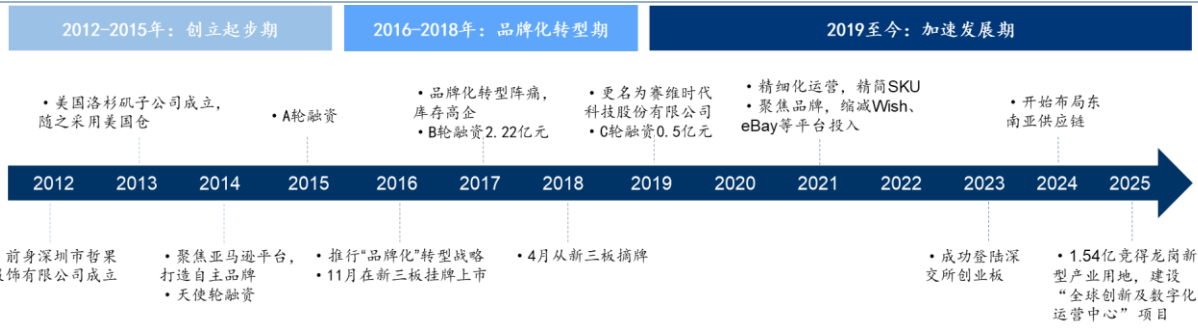 2012-2015年：创立起步期
2016-2018年：品牌化转型期
2019至今：加速发展期
• 美国洛杉矶子公司成立，
随之采用美国仓
• A轮融资
• 品牌化转型阵痛，
库存高企
• B轮融资2.22亿元
• 更名为赛维时代
科技股份有限公司
• C轮融资0.5亿元
• 精细化运营，精简SKU
• 聚焦品牌，缩减Wish、
eBay等平台投入
• 开始布局东
南亚供应链
2012 2013 2014 2015 2016 2017 2018 2019 2020 2021 2022 2023 2024 2025
前身深圳市哲果
服饰有限公司成立
• 聚焦亚马逊平台，
打造自主品牌
• 天使轮融资
• 推行“品牌化”转型战略
• 11月在新三板挂牌上市
• 4月从新三板摘牌
• 成功登陆深
交所创业板
• 1.54亿竞得龙岗新
型产业用地，建设
“全球创新及数字化
运营中心” 项目